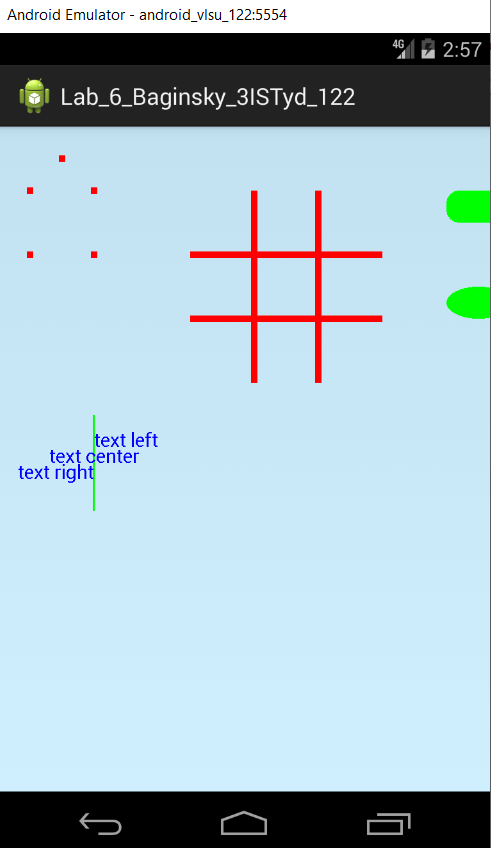 Android Emulator - android_vlsu_122:5554
4G 2:57
Lab_6_Baginsky_3ISTyd_122
text left
text center
text right